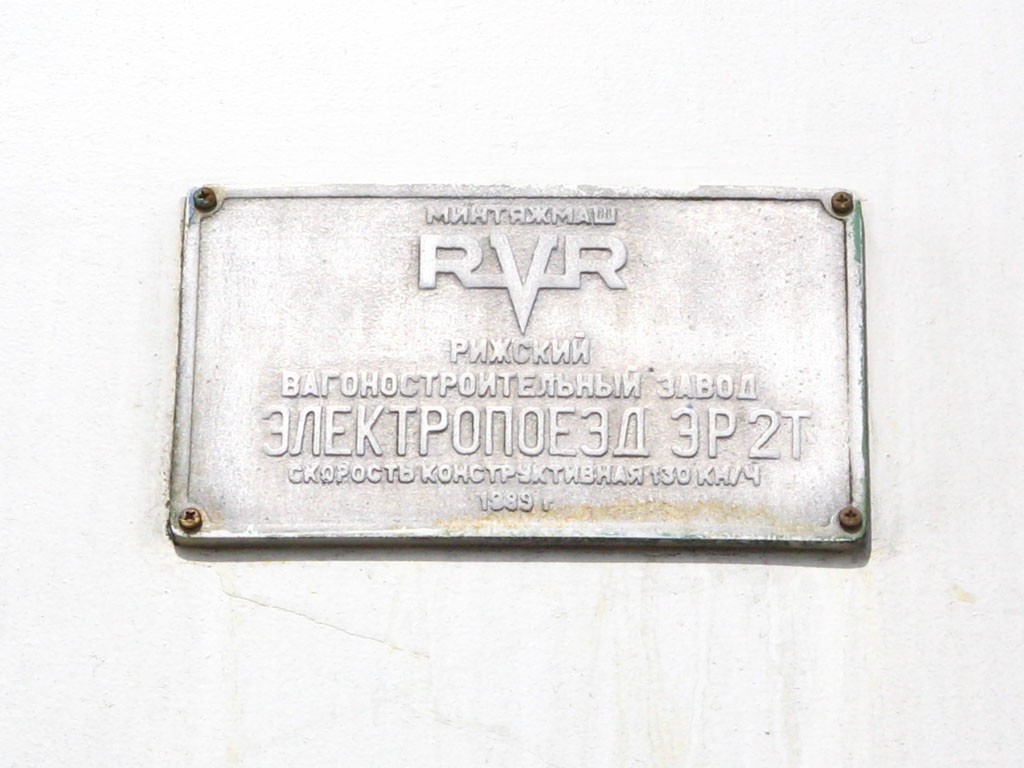 МИНТЯЖМАШ
RVR
РИЖСКИЙ
ВАГОНОСТРОИТЕЛЬНЫЙ ЗАВОД
ЭЛЕКТРОПОЕЗД ЭР2Т
СКОРОСТЬ КОНСТРУКТИВНАЯ 130 КМ/Ч
1989 г